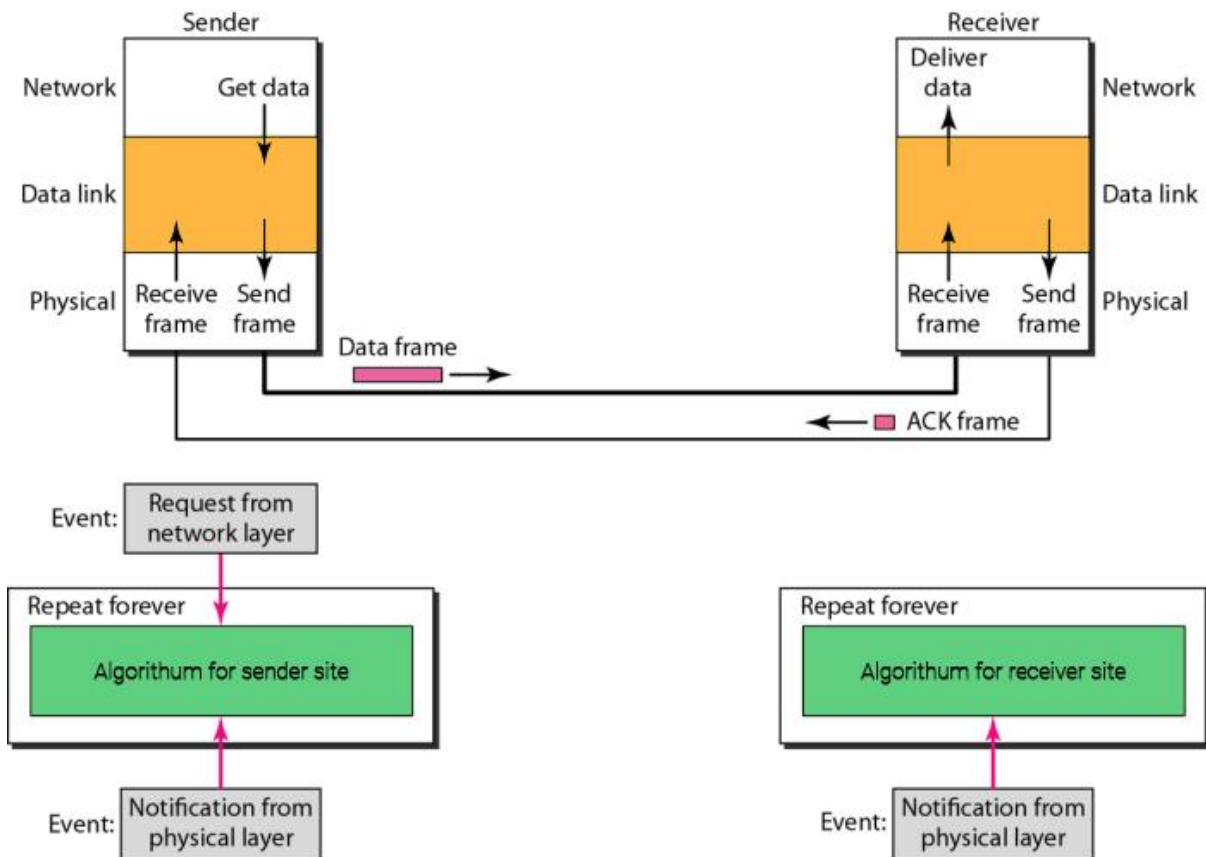 Sender
Receiver
Network
Get data
Deliver
data
Network
Data link
Data link
Physical
Receive
frame
Send
frame
Receive
frame
Send
frame
Physical
Data frame
ACK frame
Event:
Request from
network layer
Repeat forever
Algorithum for sender site
Repeat forever
Algorithum for receiver site
Event:
Notification from
physical layer
Event:
Notification from
physical layer